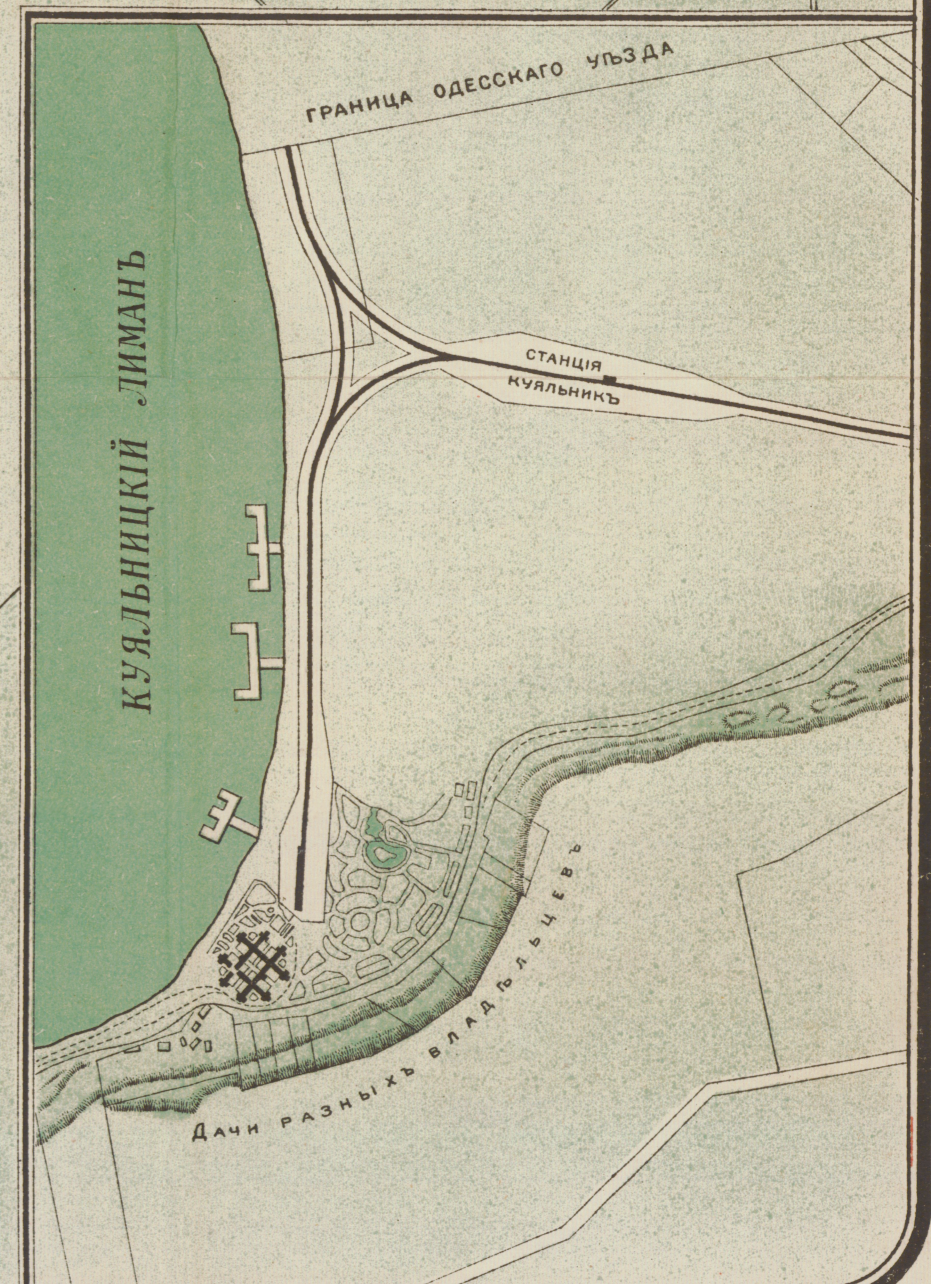 ГРАНИЦА ОДЕССКАГО УѢЗДА
КУЯЛЬНИЦКІЙ ЛИМАНЪ
СТАНЦІЯ
КУЯЛЬНИКЪ
ДАЧИ РАЗНЫХЪ ВЛАДѢЛЬЦЕВЪ